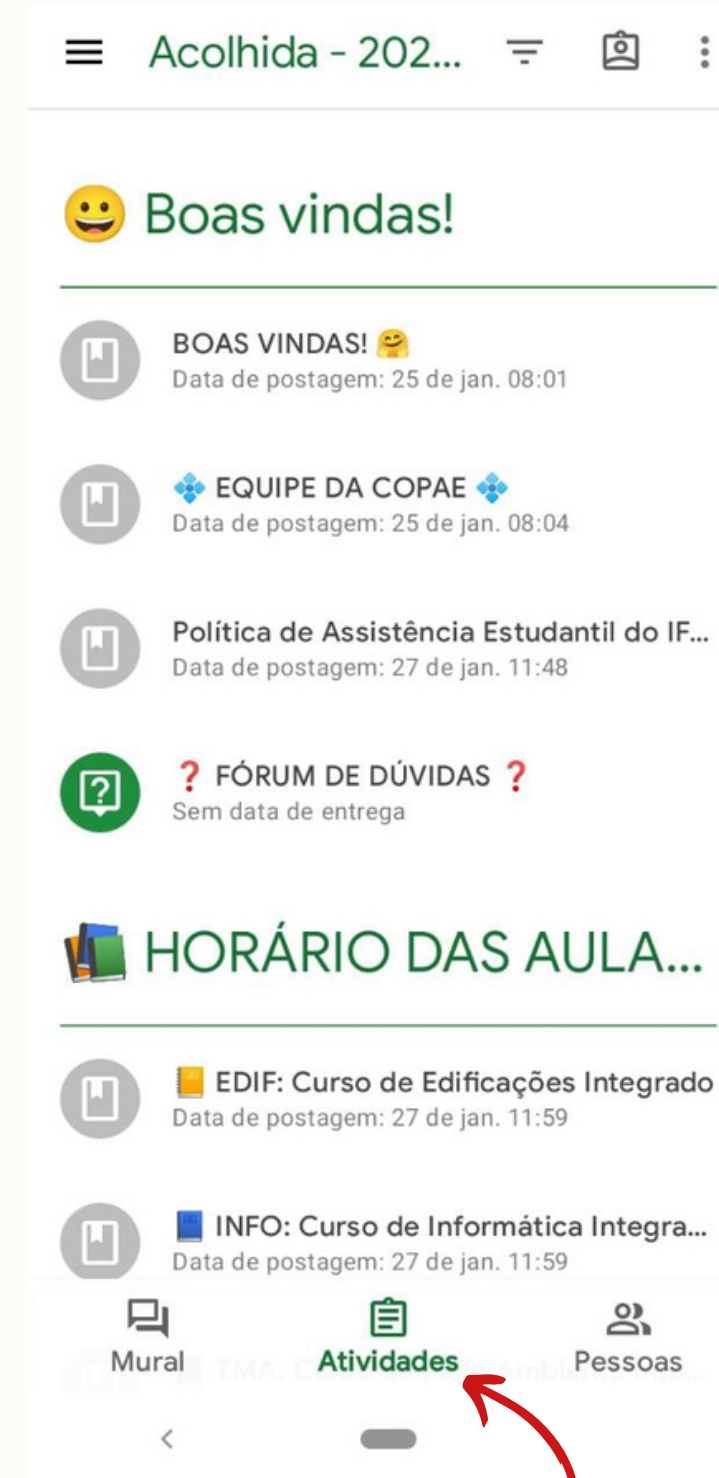 Acolhida - 202...
😀 Boas vindas!
BOAS VINDAS! 🤗
Data de postagem: 25 de jan. 08:01
💠 EQUIPE DA COPAE 💠
Data de postagem: 25 de jan. 08:04
Política de Assistência Estudantil do IF...
Data de postagem: 27 de jan. 11:48
❓ FÓRUM DE DÚVIDAS ❓
Sem data de entrega
📚 HORÁRIO DAS AULA...
📒 EDIF: Curso de Edificações Integrado
Data de postagem: 27 de jan. 11:59
📘 INFO: Curso de Informática Integra...
Data de postagem: 27 de jan. 11:59
Mural Atividades Pessoas